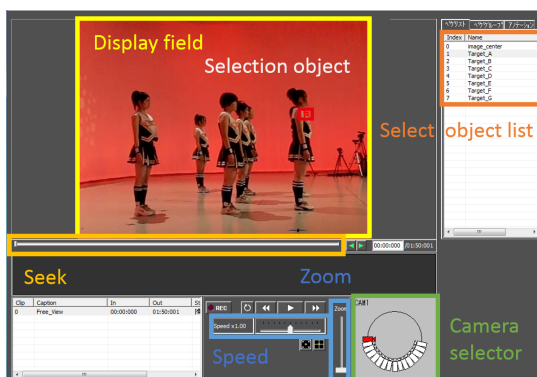 Display field
Selection object
Index Name
0 image_center
1 Target_A
2 Target_B
3 Target_C
4 Target_D
5 Target_E
6 Target_F
7 Target_G
Select object list
00:00:000 /01:50:001
Seek
Zoom
Clip Caption In Out St
0 Free_View 00:00:000 01:50:001
REC
Speed x1.00
Speed
Zoom
CAM1
Camera
selector